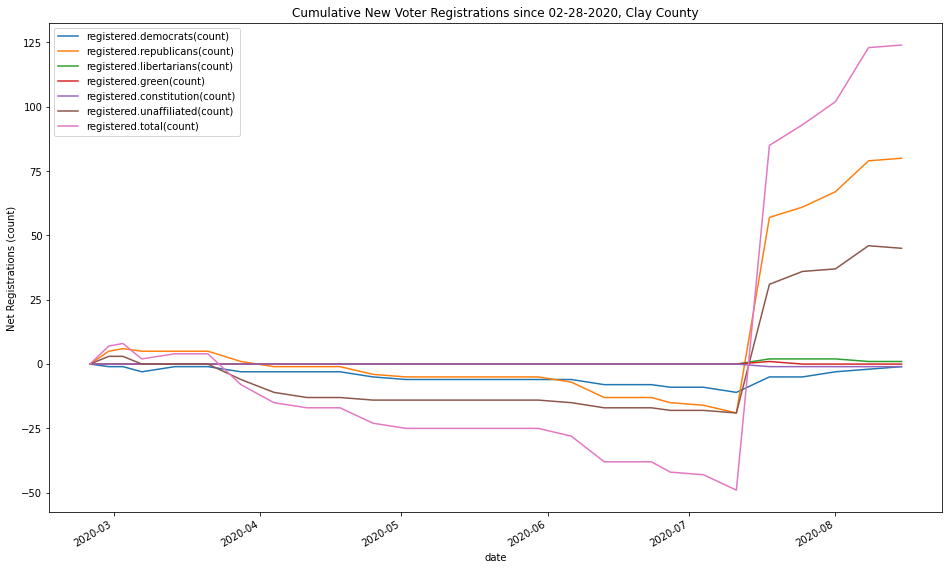 Cumulative New Voter Registrations since 02-28-2020, Clay County
registered.democrats(count)
registered.republicans(count)
registered.libertarians(count)
registered.green(count)
registered.constitution(count)
registered.unaffiliated(count)
registered.total(count)
Net Registrations (count)
125
100
75
50
25
0
−25
−50
2020-03
2020-04
2020-05
2020-06
2020-07
2020-08
date